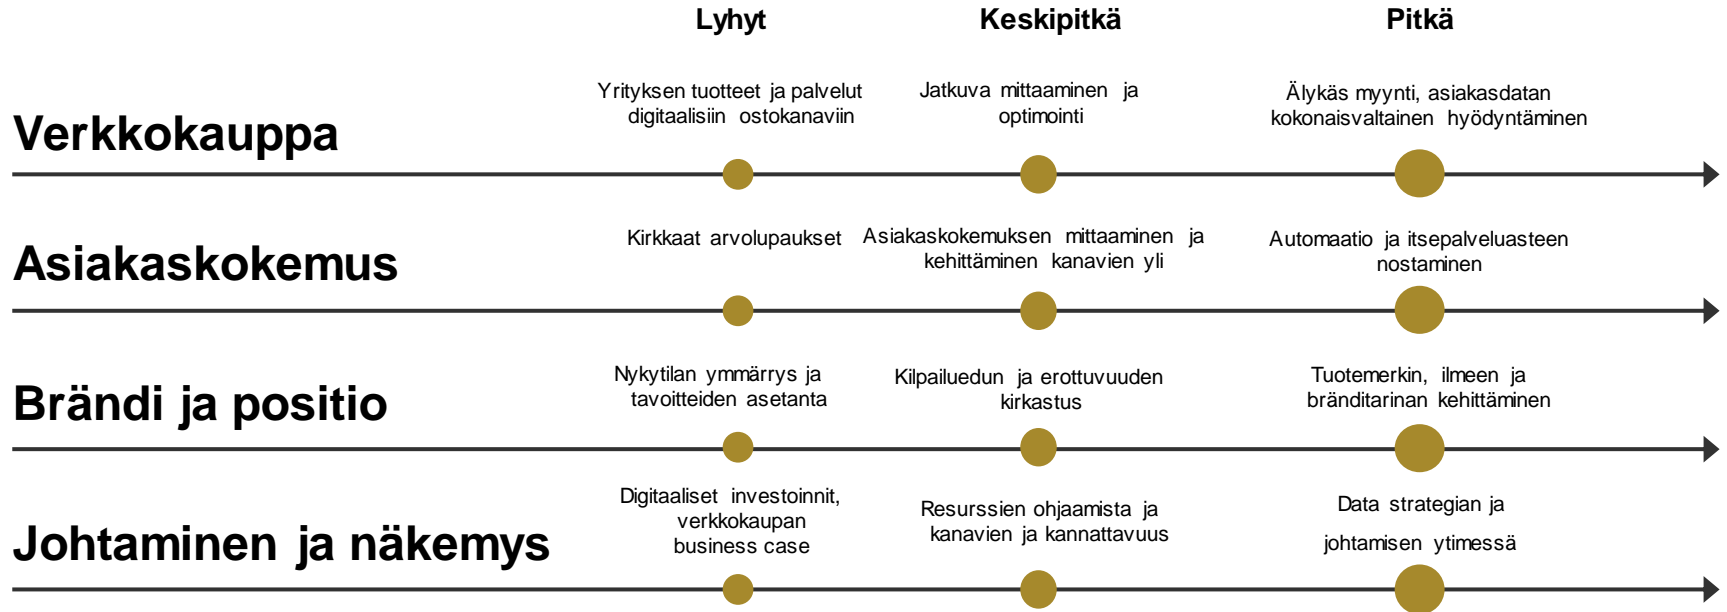 Lyhyt
Keskipitkä
Pitkä
Verkkokauppa
Yrityksen tuotteet ja palvelut
digitaalisiin ostokanaviin
Jatkuva mittaaminen ja
optimointi
Älykäs myynti, asiakasdatan
kokonaisvaltainen hyödyntäminen
Asiakaskokemus
Kirkkaat arvolupaukset
Asiakaskokemuksen mittaaminen ja
kehittäminen kanavien yli
Automaatio ja itsepalveluasteen
nostaminen
Brändi ja positio
Nykytilan ymmärrys ja
tavoitteiden asetanta
Kilpailuedun ja erottuvuuden
kirkastus
Tuotemerkin, ilmeen ja
bränditarinan kehittäminen
Johtaminen ja näkemys
Digitaaliset investoinnit,
verkkokaupan
business case
Resurssien ohjaamista ja
kanavien ja kannattavuus
Data strategian ja
johtamisen ytimessä